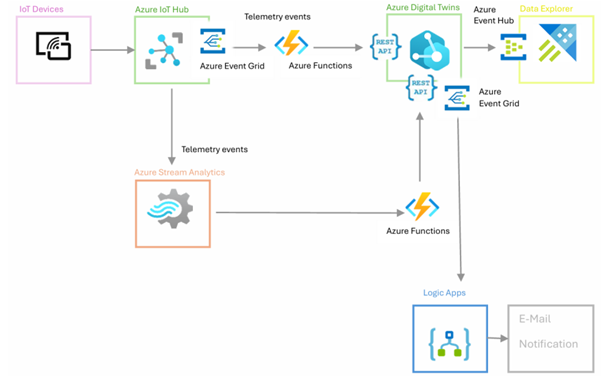 IoT Devices
Azure IoT Hub
Azure Event Grid
Telemetry events
Azure Functions
REST
API
Azure Digital Twins
REST
API
Azure
Event Hub
Data Explorer
Azure
Event Grid
Telemetry events
Azure Stream Analytics
Azure Functions
Logic Apps
E-Mail
Notification